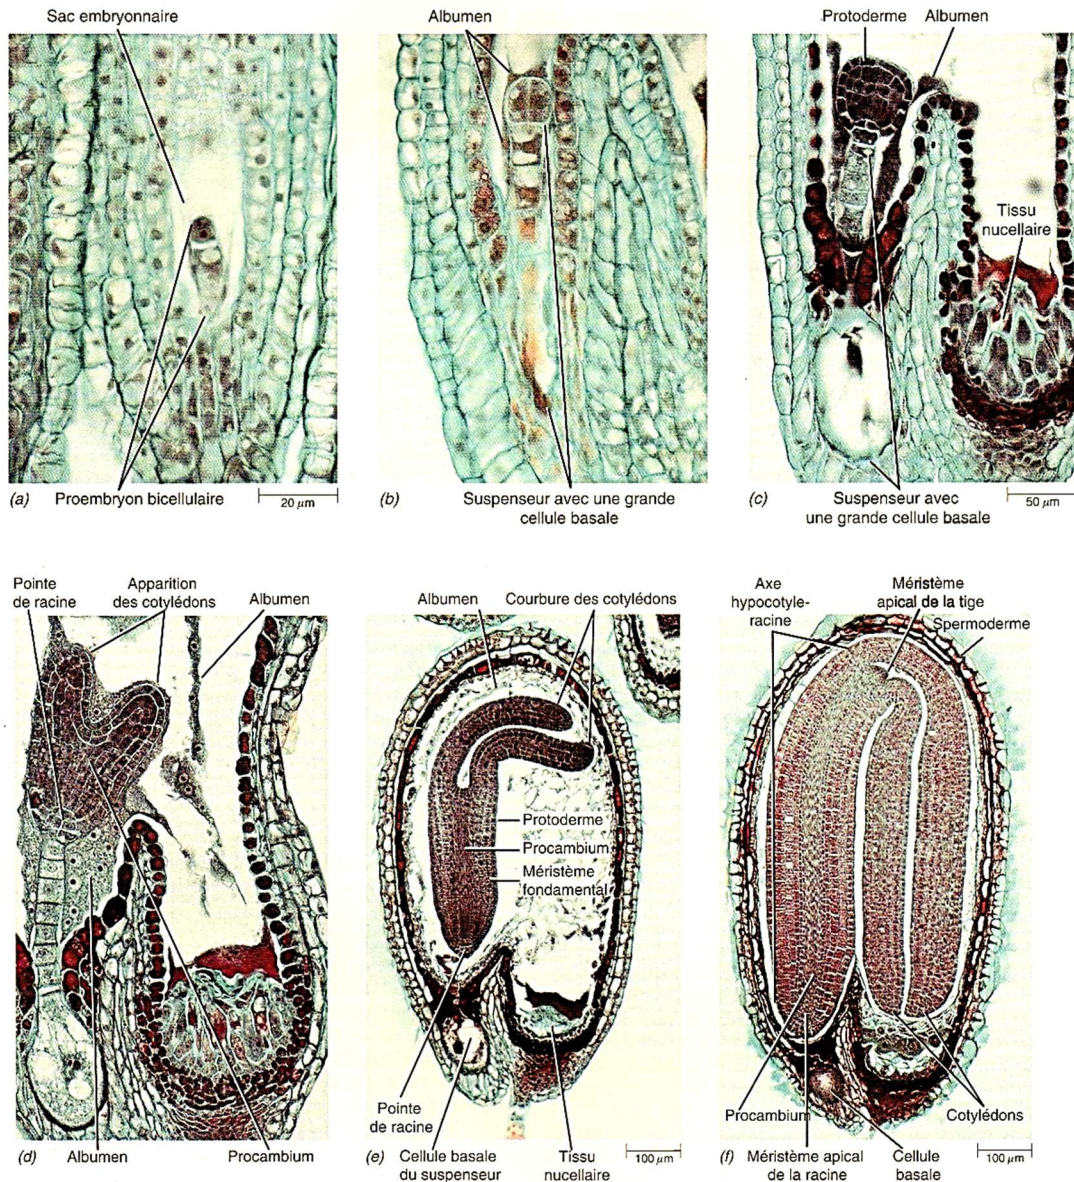 Sac embryonnaire
Proembryon bicellulaire
(a)
20 µm
Albumen
(b)
Suspenseur avec une grande
cellule basale
Protoderme
Albumen
Tissu
nucellaire
(c)
Suspenseur avec
une grande cellule basale
50 µm
Pointe
de racine
Apparition
des cotylédons
Albumen
(d)
Albumen
Procambium
Albumen
Courbure des cotylédons
Protoderme
Procambium
Méristème
fondamental
Pointe
de racine
(e)
Cellule basale
du suspenseur
Tissu
nucellaire
100 µm
Axe
hypocotyle-
racine
Méristème
apical de la tige
Spermoderme
Procambium
Cotylédons
(f)
Méristème apical
de la racine
Cellule
basale
100 µm